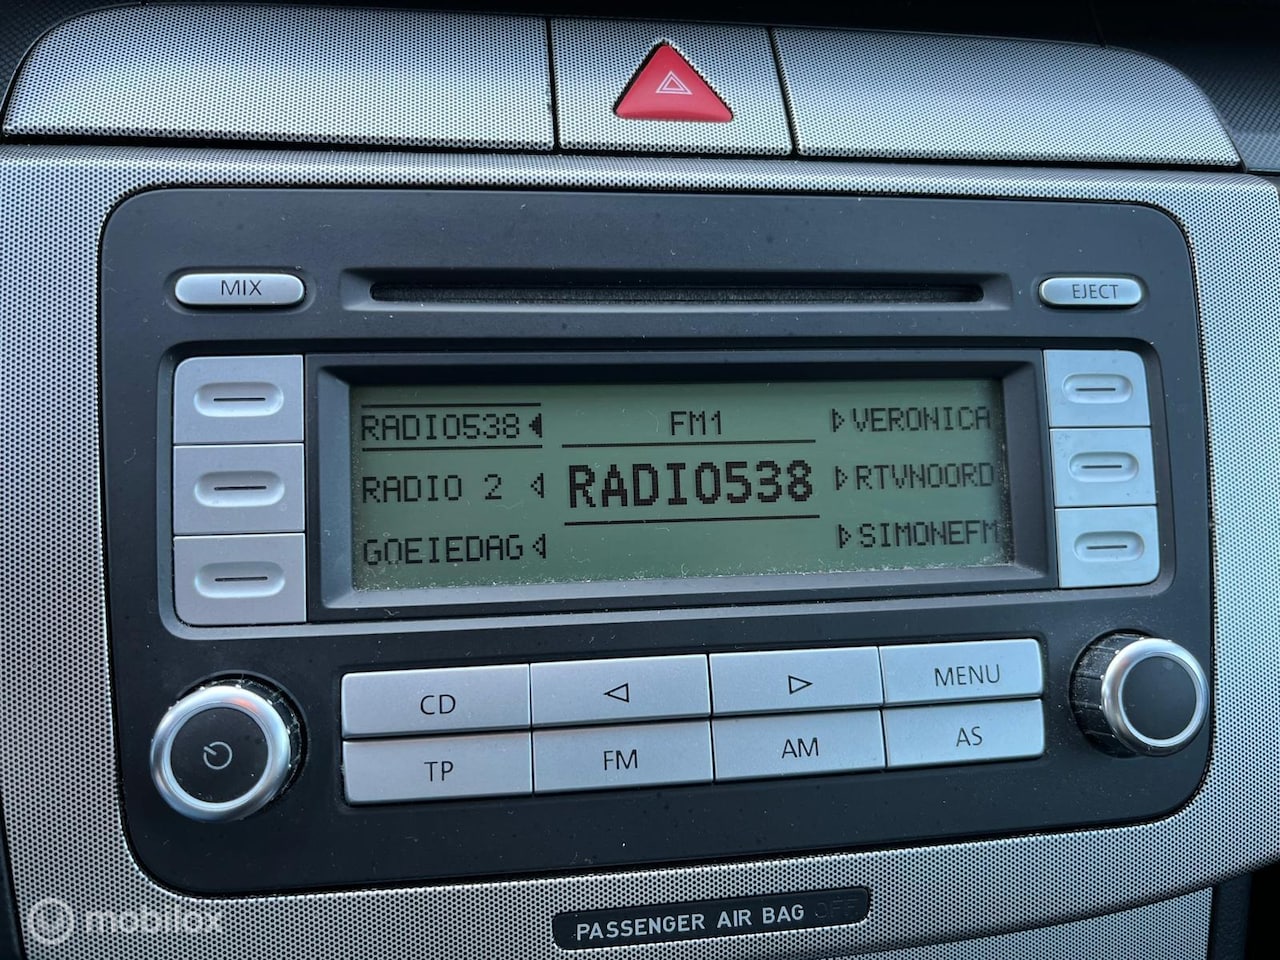 MIX
EJECT
RADIO538
FM1
VERONICA
RADIO 2
RADIO538
RTVNOORD
GOEIEDAG
SIMONEFM
CD
MENU
TP
FM
AM
AS
PASSENGER AIR BAG OFF
mobilox